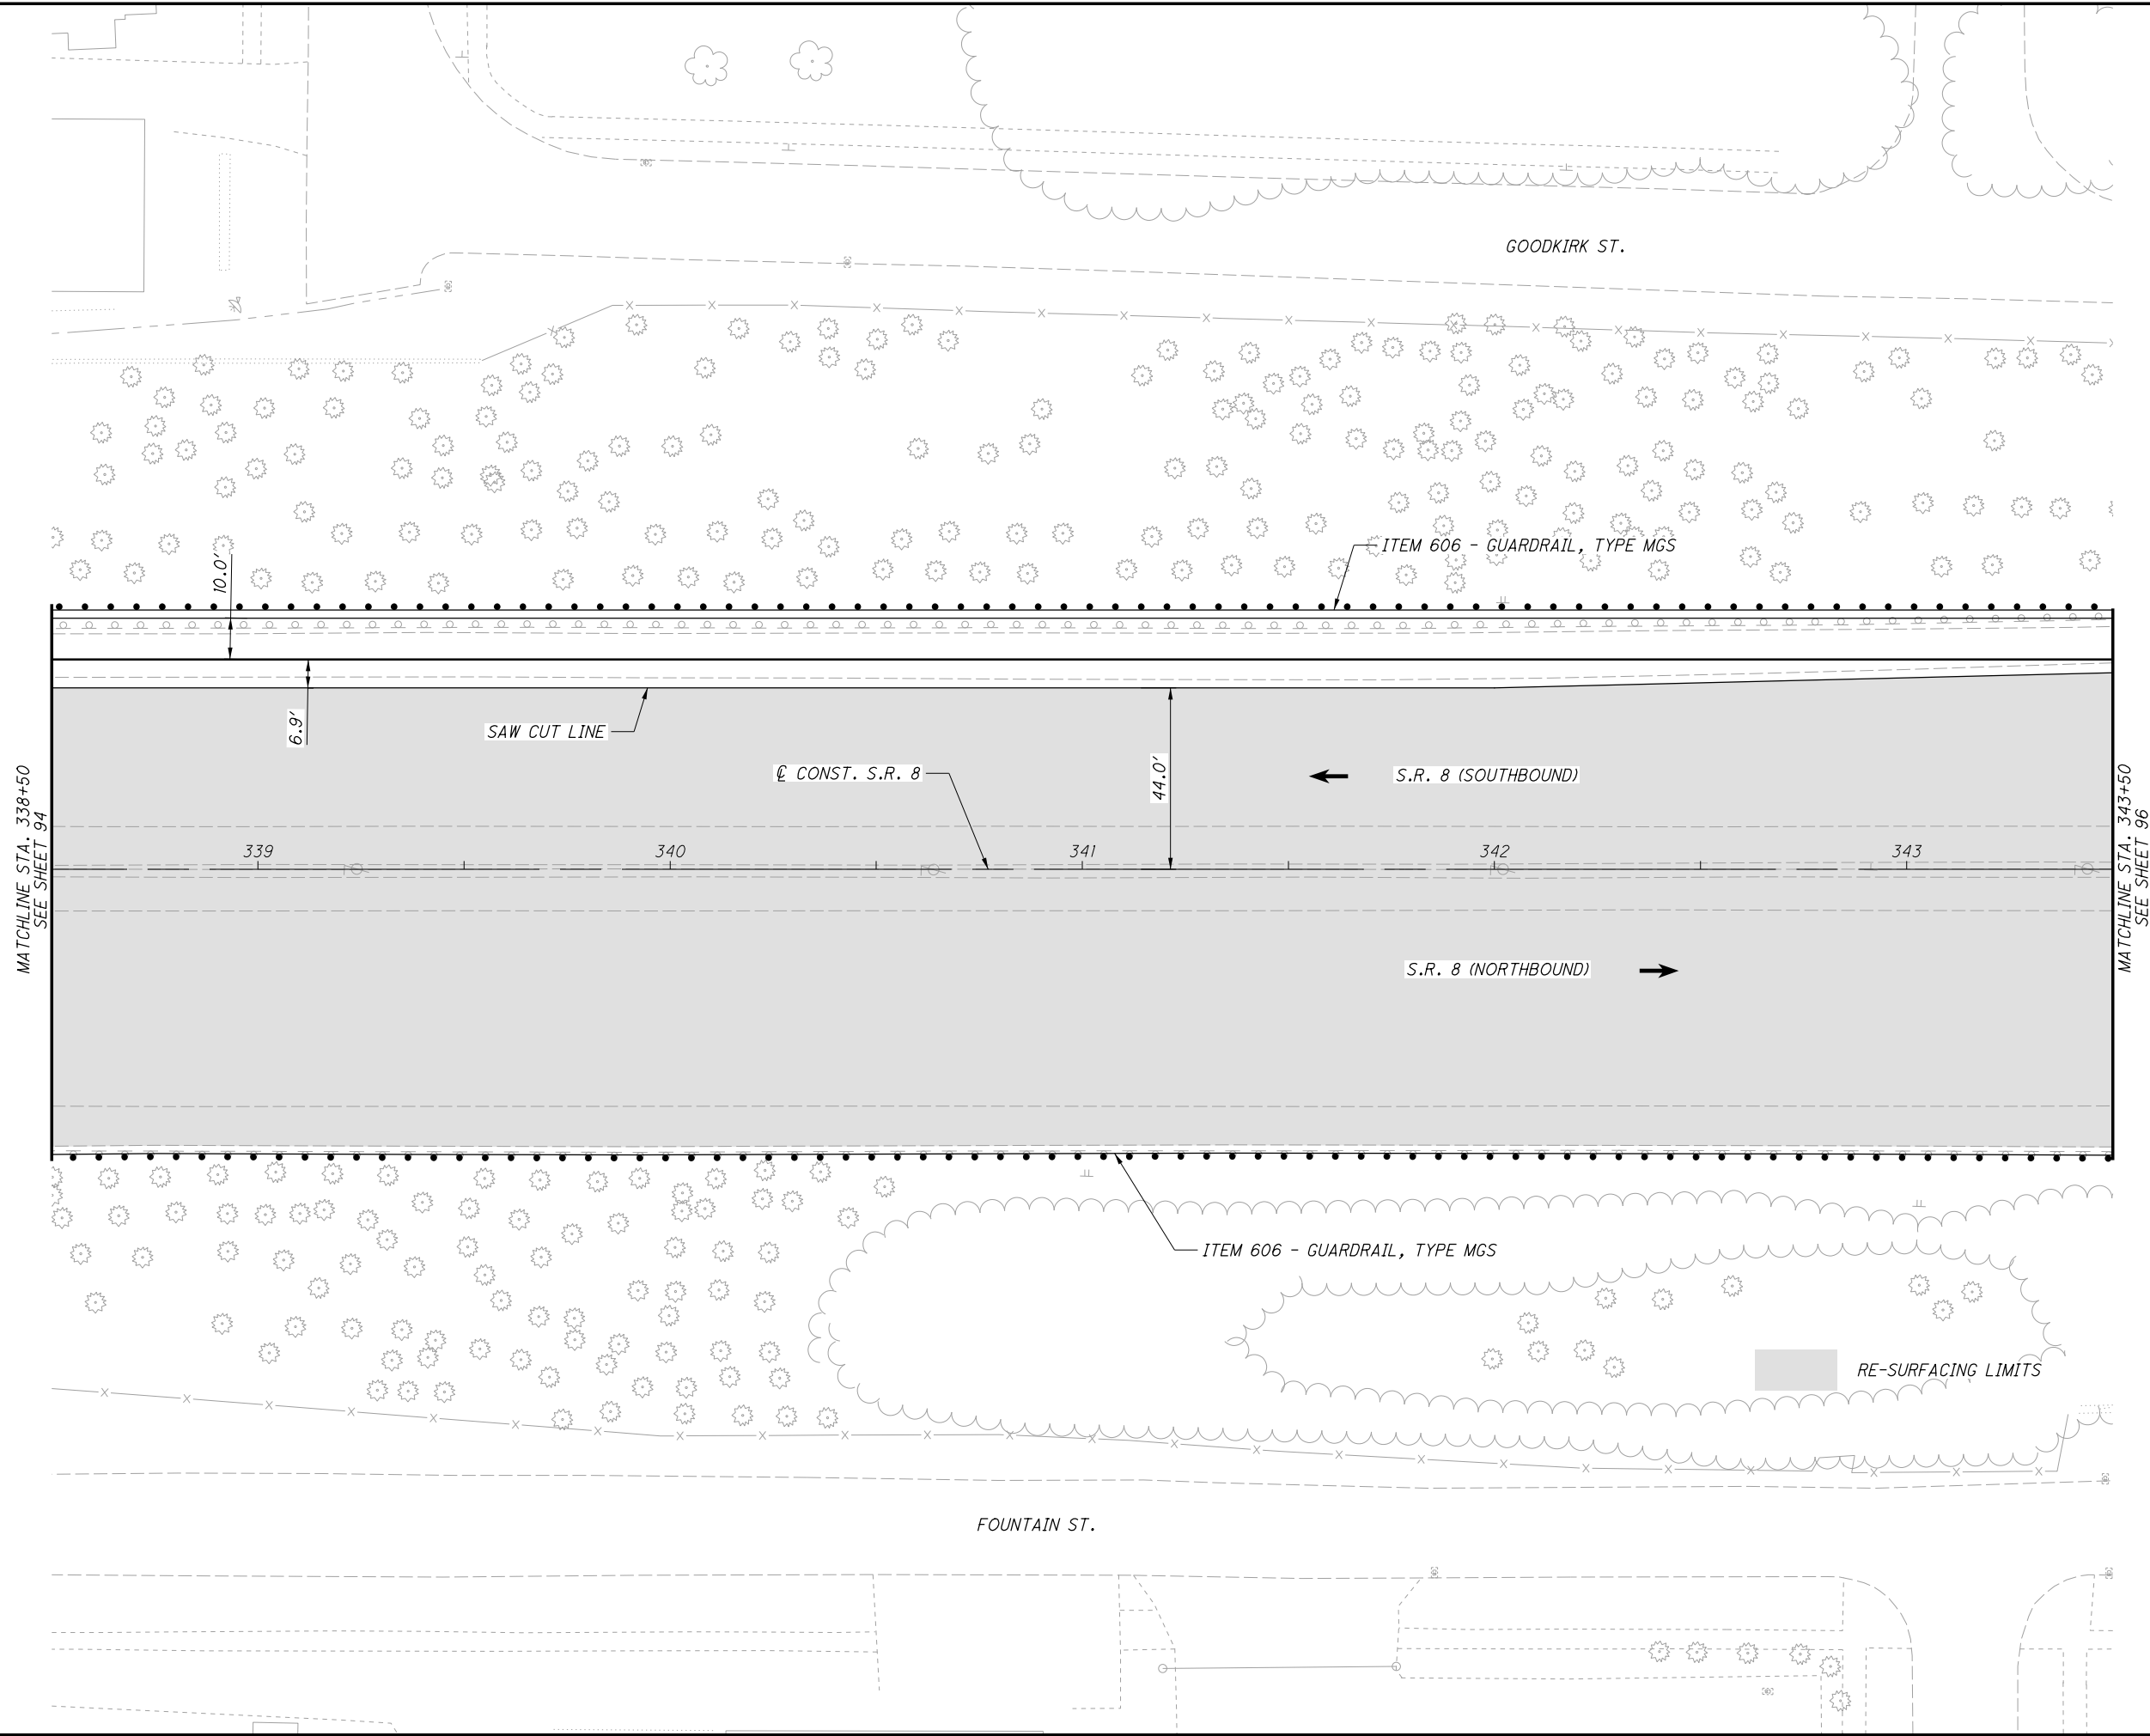 GOODKIRK ST.
ITEM 606 - GUARDRAIL, TYPE MGS
10.0'
6.9'
SAW CUT LINE
℄ CONST. S.R. 8
44.0'
S.R. 8 (SOUTHBOUND)
339
340
341
342
343
MATCHLINE STA. 338+50
SEE SHEET 94
MATCHLINE STA. 343+50
SEE SHEET 96
S.R. 8 (NORTHBOUND)
ITEM 606 - GUARDRAIL, TYPE MGS
RE-SURFACING LIMITS
FOUNTAIN ST.